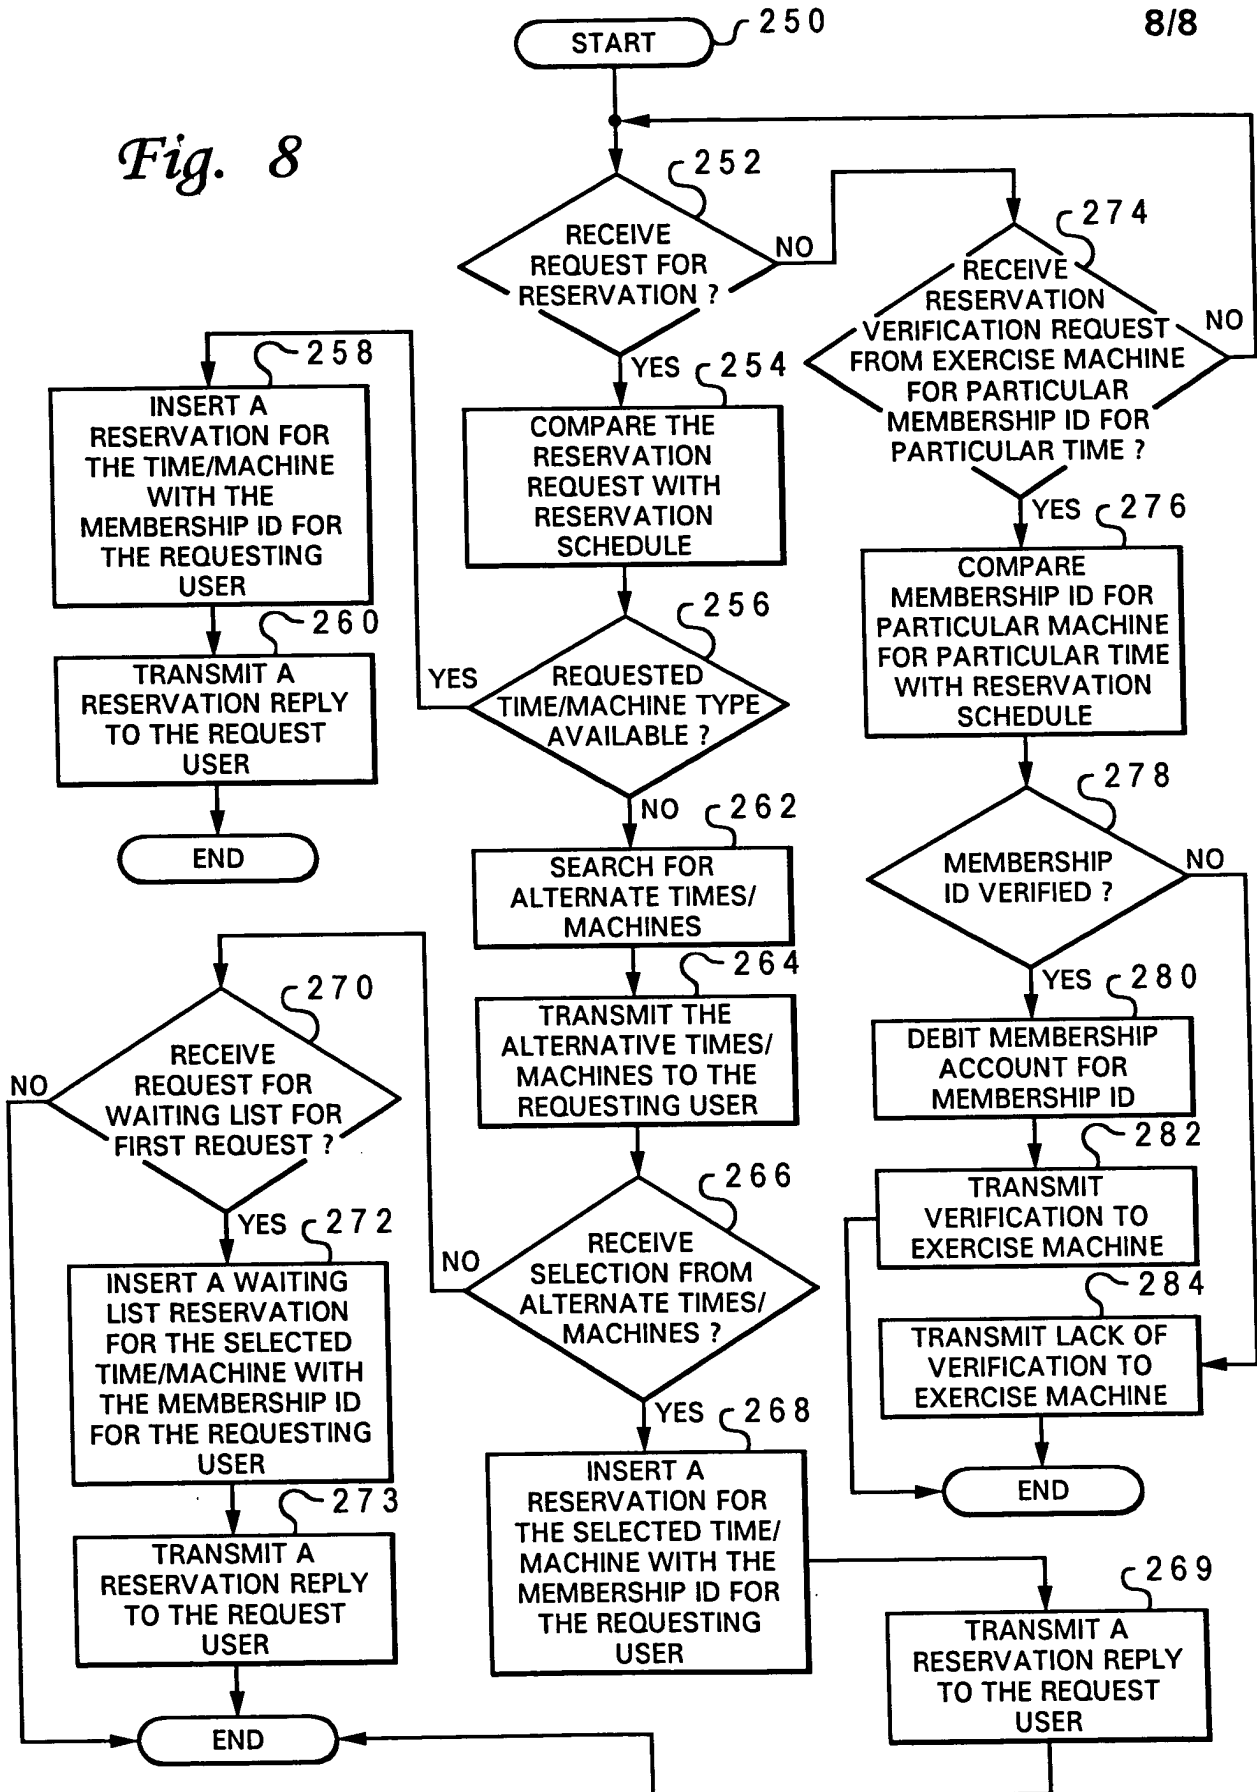 8/8
START
250
Fig. 8
252
RECEIVE
REQUEST FOR
RESERVATION ?
NO
YES
274
RECEIVE
RESERVATION
VERIFICATION REQUEST
FROM EXERCISE MACHINE
FOR PARTICULAR
MEMBERSHIP ID FOR
PARTICULAR TIME ?
NO
YES
258
INSERT A
RESERVATION FOR
THE TIME/MACHINE
WITH THE
MEMBERSHIP ID FOR
THE REQUESTING
USER
254
COMPARE THE
RESERVATION
REQUEST WITH
RESERVATION
SCHEDULE
276
COMPARE
MEMBERSHIP ID FOR
PARTICULAR MACHINE
FOR PARTICULAR TIME
WITH RESERVATION
SCHEDULE
260
TRANSMIT A
RESERVATION REPLY
TO THE REQUEST
USER
END
256
YES
REQUESTED
TIME/MACHINE TYPE
AVAILABLE ?
NO
278
MEMBERSHIP
ID VERIFIED ?
NO
YES
262
SEARCH FOR
ALTERNATE TIMES/
MACHINES
264
TRANSMIT THE
ALTERNATIVE TIMES/
MACHINES TO THE
REQUESTING USER
280
DEBIT MEMBERSHIP
ACCOUNT FOR
MEMBERSHIP ID
270
NO
RECEIVE
REQUEST FOR
WAITING LIST FOR
FIRST REQUEST ?
YES
266
NO
RECEIVE
SELECTION FROM
ALTERNATE TIMES/
MACHINES ?
YES
282
TRANSMIT
VERIFICATION TO
EXERCISE MACHINE
284
TRANSMIT LACK OF
VERIFICATION TO
EXERCISE MACHINE
END
272
INSERT A WAITING
LIST RESERVATION
FOR THE SELECTED
TIME/MACHINE WITH
THE MEMBERSHIP ID
FOR THE REQUESTING
USER
268
INSERT A
RESERVATION FOR
THE SELECTED TIME/
MACHINE WITH THE
MEMBERSHIP ID FOR
THE REQUESTING
USER
273
TRANSMIT A
RESERVATION REPLY
TO THE REQUEST
USER
269
TRANSMIT A
RESERVATION REPLY
TO THE REQUEST
USER
END